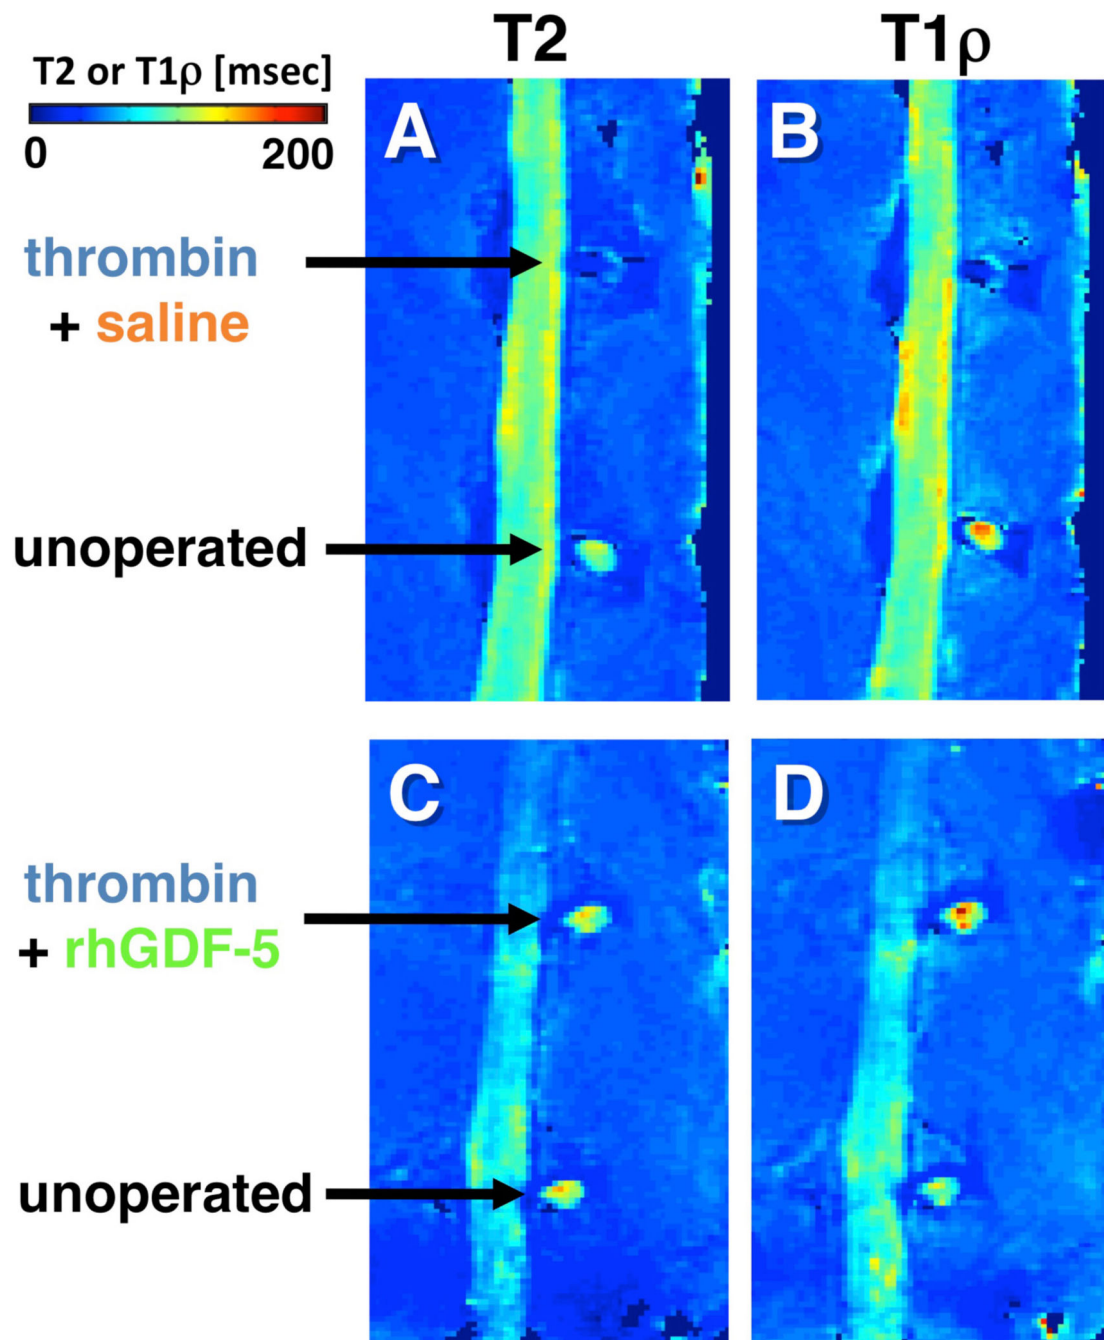 T2 T1ρ
T2 or T1ρ [msec]
0 200
A B
thrombin
+ saline
unoperated
C D
thrombin
+ rhGDF-5
unoperated